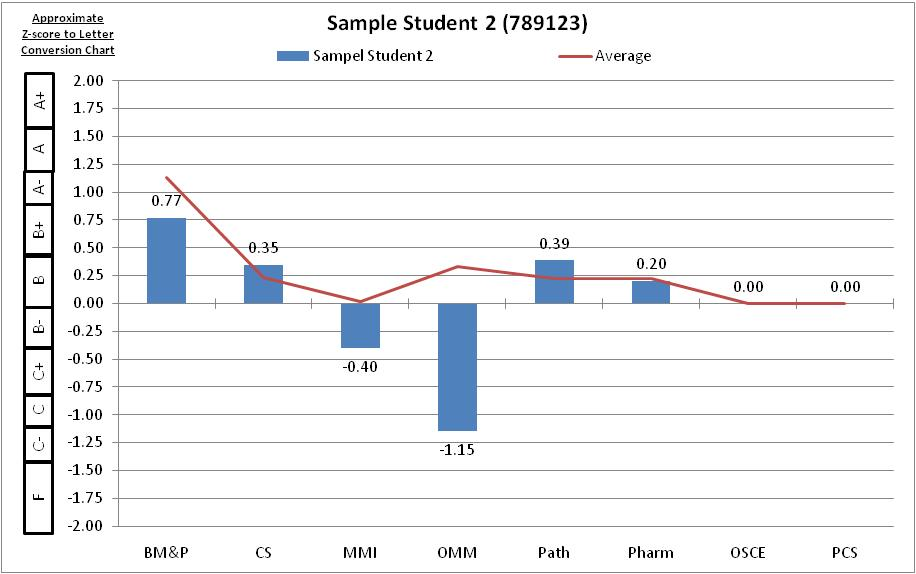 Approximate
Z-score to Letter
Conversion Chart
Sample Student 2 (789123)
Sampel Student 2
Average
A+
A
A-
B+
B
B-
C+
C
C-
F
2.00
1.75
1.50
1.25
1.00
0.75
0.50
0.25
0.00
-0.25
-0.50
-0.75
-1.00
-1.25
-1.50
-1.75
-2.00
0.77
0.35
-0.40
-1.15
0.39
0.20
0.00
0.00
BM&P
CS
MMI
OMM
Path
Pharm
OSCE
PCS